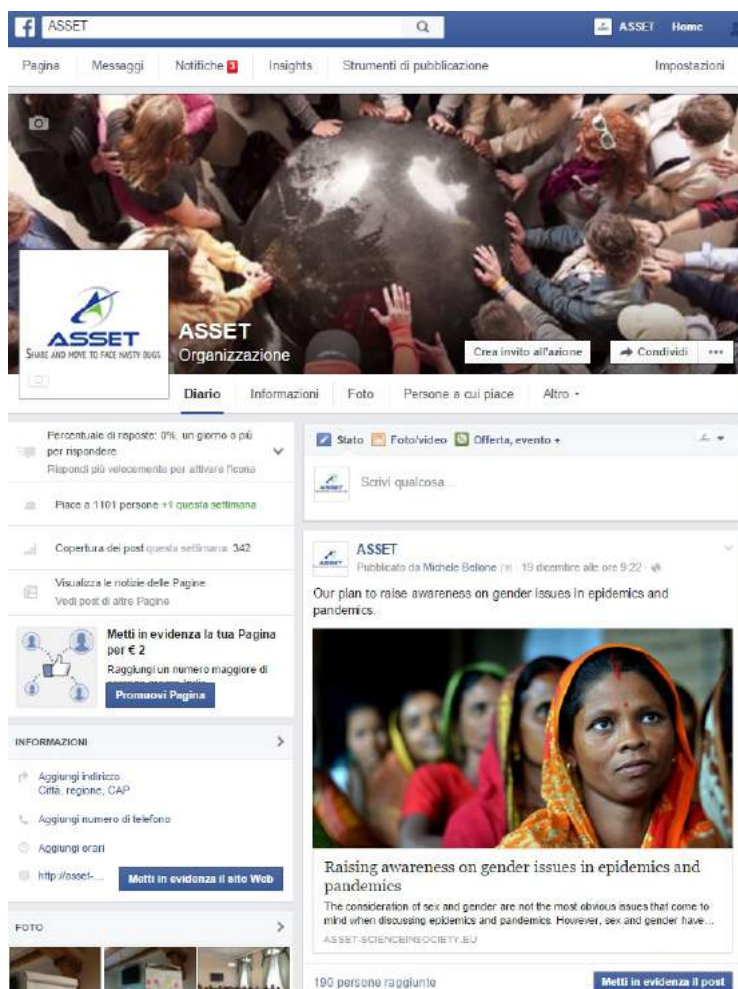 ASSET
ASSET Home
Pagina Messaggi Notifiche 3 Insights Strumenti di pubblicazione Impostazioni
ASSET
SHARE AND MOVE TO FACE NASTY BUGS
ASSET
Organizzazione
Crea invito all'azione Condividi
Diario Informazioni Foto Persone a cui piace Altro
Percentuale di risposte: 0%, un giorno o più
per rispondere
Rispondi più velocemente per attivare l'icona
Piace a 1101 persone +1 questa settimana
Copertura dei post questa settimana: 342
Visualizza le notizie delle Pagine
Vedi post di altre Pagine
Metti in evidenza la tua Pagina
per € 2
Raggiungi un numero maggiore di
Promuovi Pagina
INFORMAZIONI
Aggiungi indirizzo
Città, regione, CAP
Aggiungi numero di telefono
Aggiungi orari
http://asset-... Metti in evidenza il sito Web
FOTO
Stato Foto/video Offerta, evento +
Scrivi qualcosa...
ASSET
Pubblicato da Michele Bellone · 19 dicembre alle ore 9:22 ·
Our plan to raise awareness on gender issues in epidemics and
pandemics.
Raising awareness on gender issues in epidemics and
pandemics
The consideration of sex and gender are not the most obvious issues that come to
mind when discussing epidemics and pandemics. However, sex and gender have...
ASSET-SCIENCEINSOCIETY.EU
190 persone raggiunte Metti in evidenza il post